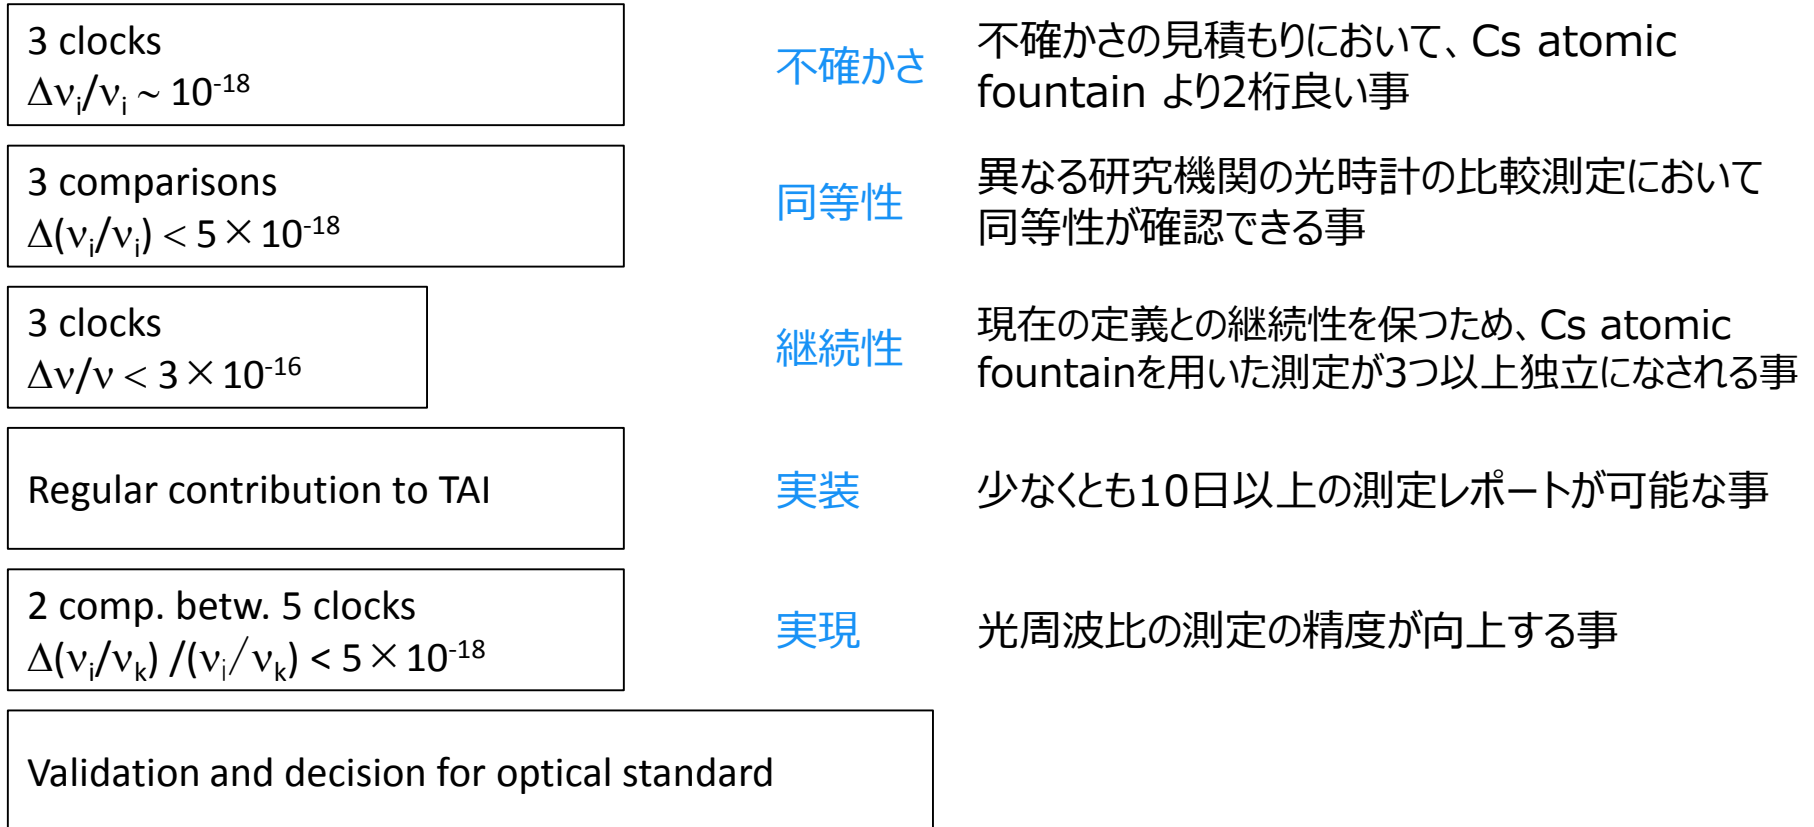 3 clocks
Δνᵢ/νᵢ ~ 10⁻¹⁸
不確かさ
不確かさの見積もりにおいて、Cs atomic
fountain より2桁良い事
3 comparisons
Δ(νᵢ/νᵢ) < 5×10⁻¹⁸
同等性
異なる研究機関の光時計の比較測定において
同等性が確認できる事
3 clocks
Δν/ν < 3×10⁻¹⁶
継続性
現在の定義との継続性を保つため、Cs atomic
fountainを用いた測定が3つ以上独立になされる事
Regular contribution to TAI
実装
少なくとも10日以上の測定レポートが可能な事
2 comp. betw. 5 clocks
Δ(νᵢ/νₖ) /(νᵢ/νₖ) < 5×10⁻¹⁸
実現
光周波比の測定の精度が向上する事
Validation and decision for optical standard